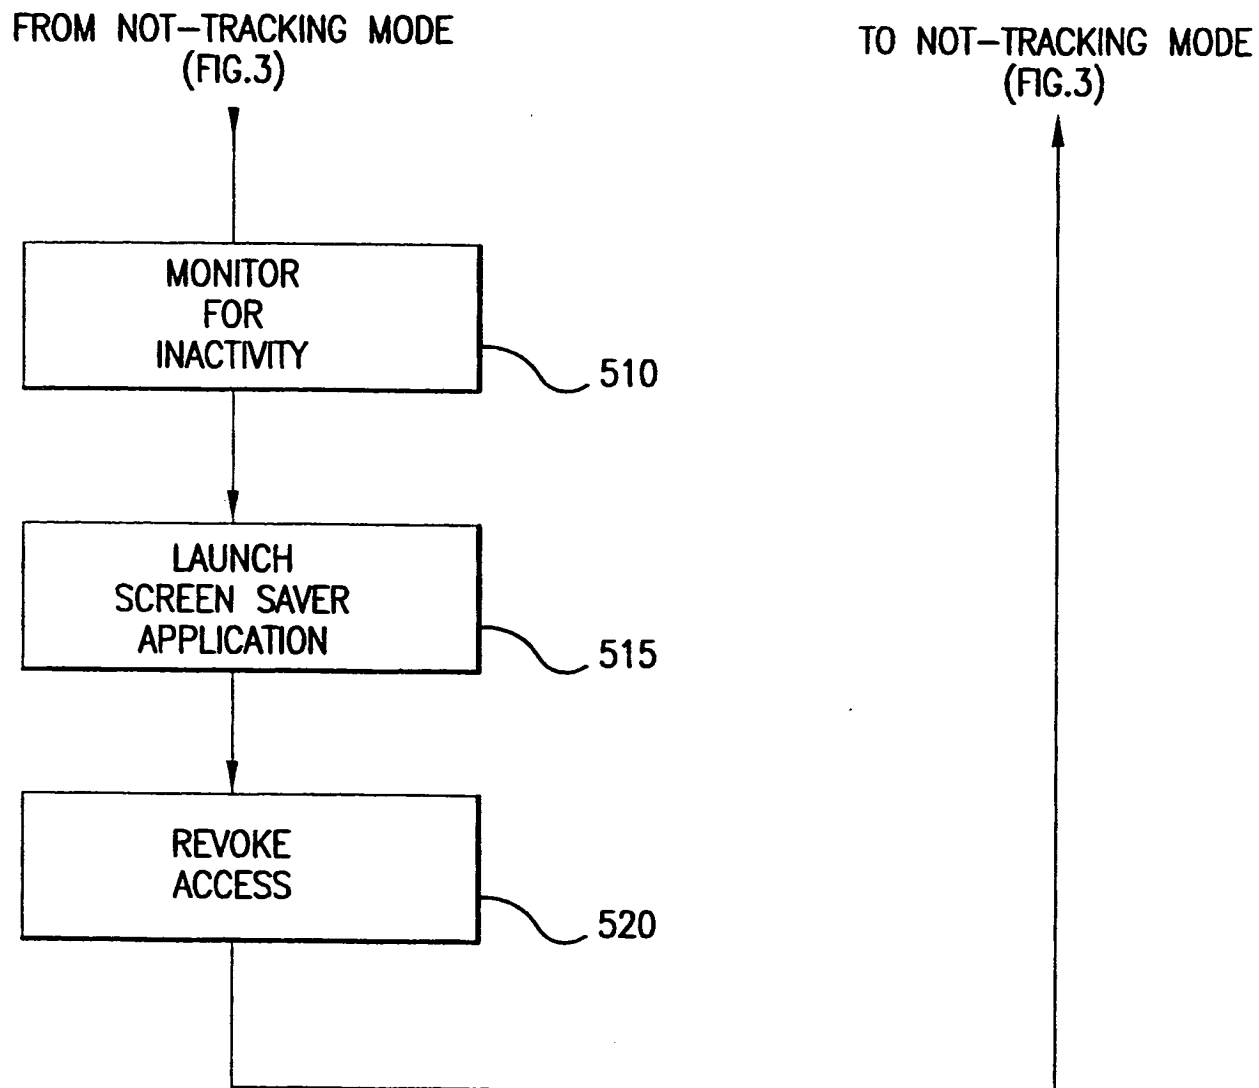 FROM NOT-TRACKING MODE
(FIG.3)
TO NOT-TRACKING MODE
(FIG.3)
MONITOR
FOR
INACTIVITY
510
LAUNCH
SCREEN SAVER
APPLICATION
515
REVOKE
ACCESS
520